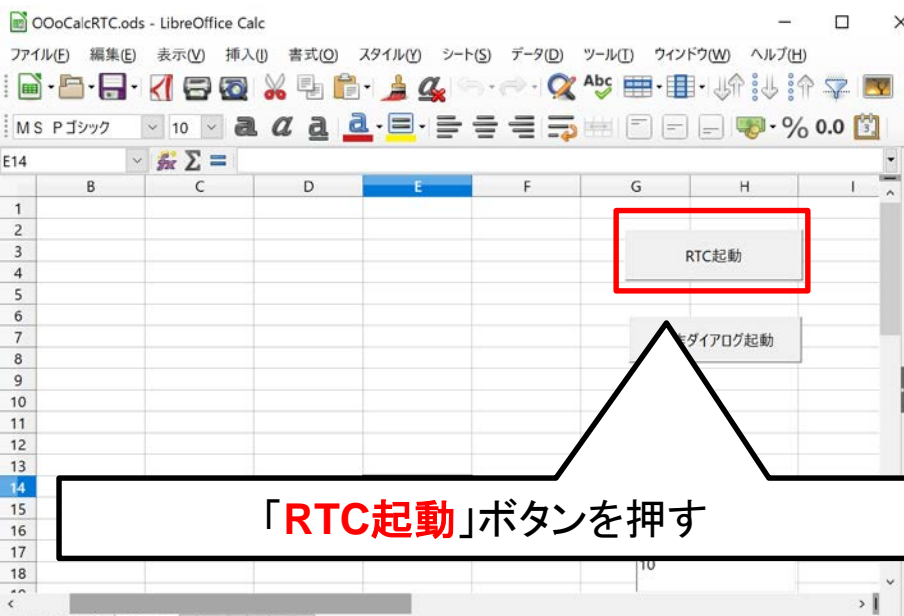 OOoCalcRTC.ods - LibreOffice Calc
ファイル(F) 編集(E) 表示(V) 挿入(I) 書式(O) スタイル(Y) シート(S) データ(D) ツール(T) ウィンドウ(W) ヘルプ(H)
Abc
ＭＳ Ｐゴシック 10 a a a a % 0.0
E14
B C D E F G H I
1
2
3 RTC起動
4
5
6
7 ダイアログ起動
8
9
10
11
12
13
14
15 「RTC起動」ボタンを押す
16
17
10
18